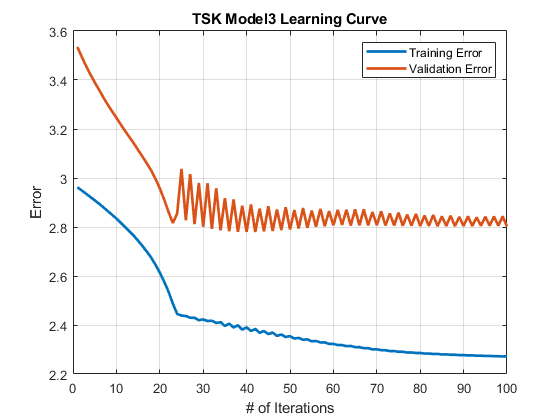 TSK Model3 Learning Curve
Training Error
Validation Error
3.6
3.4
3.2
3
2.8
2.6
2.4
2.2
Error
0 10 20 30 40 50 60 70 80 90 100
# of Iterations